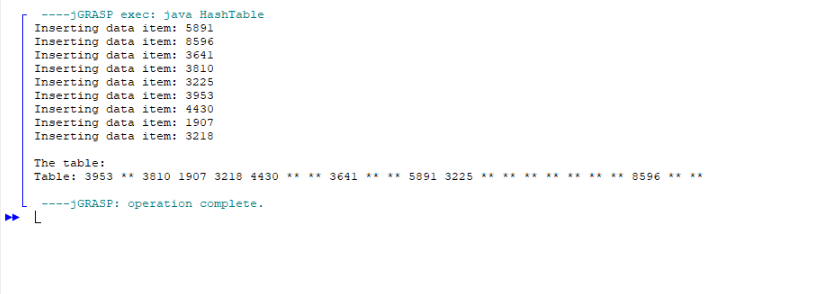 ----jGRASP exec: java HashTable
Inserting data item: 5891
Inserting data item: 8596
Inserting data item: 3641
Inserting data item: 3810
Inserting data item: 3225
Inserting data item: 3953
Inserting data item: 4430
Inserting data item: 1907
Inserting data item: 3218
The table:
Table: 3953 ** 3810 1907 3218 4430 ** ** 3641 ** ** 5891 3225 ** ** ** ** ** ** ** 8596 ** **
----jGRASP: operation complete.